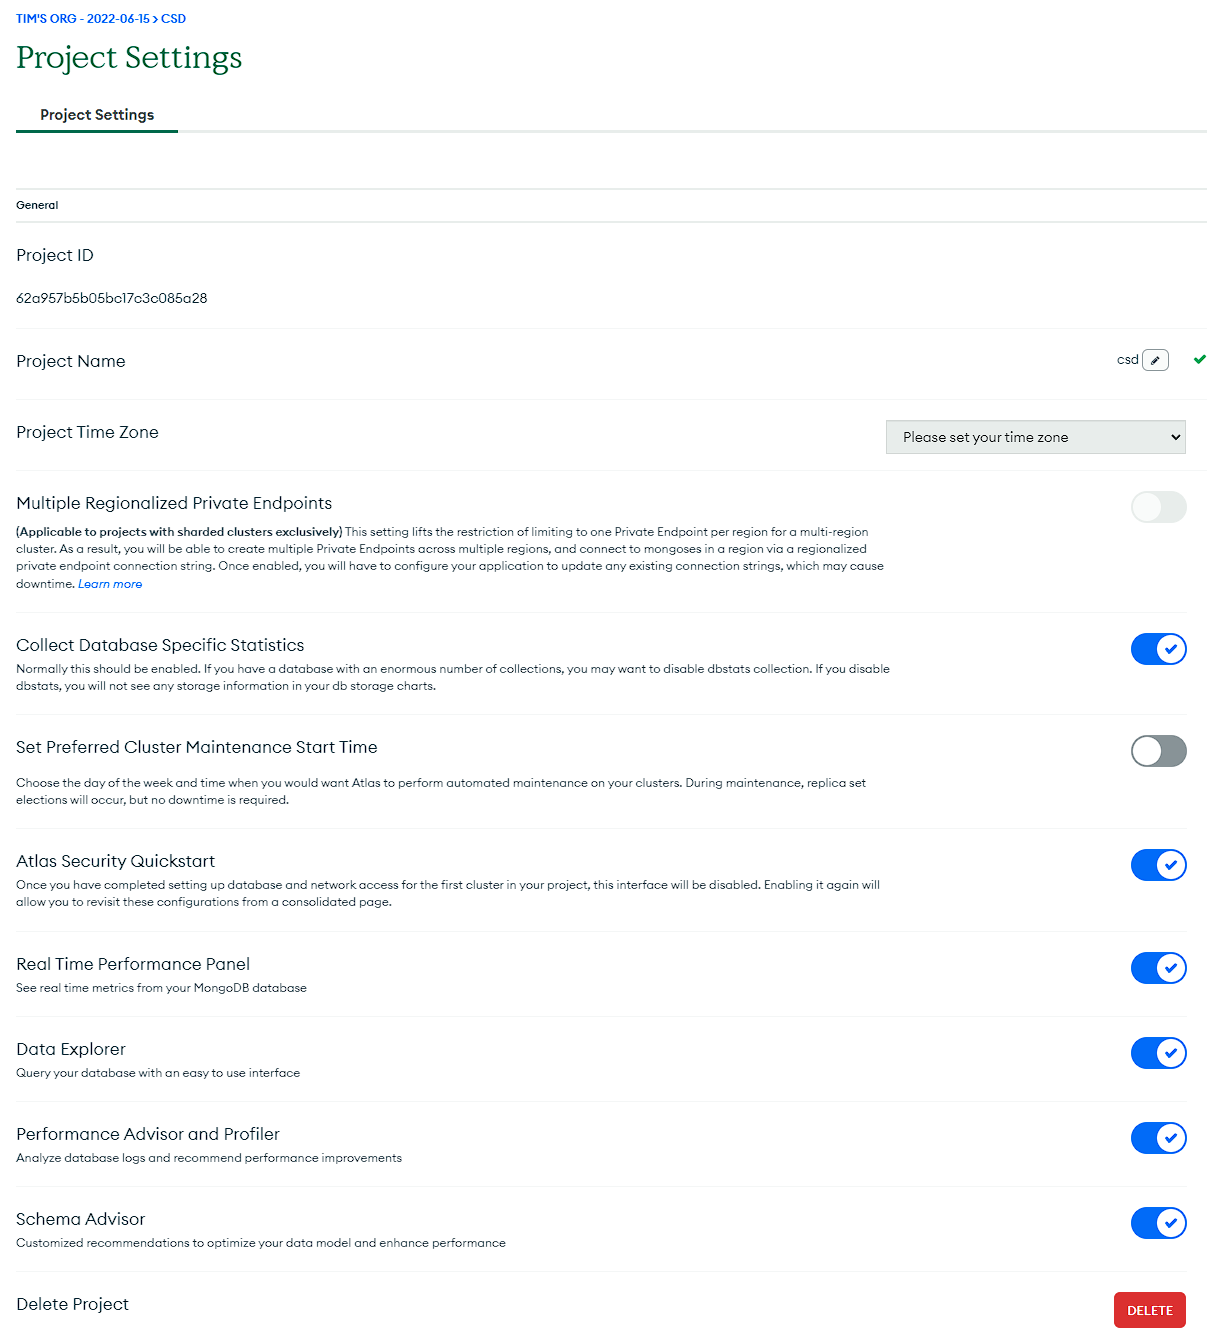 TIM'S ORG - 2022-06-15 > CSD
Project Settings
Project Settings
General
Project ID
62a957b5b05bc17c3c085a28
Project Name
csd
Project Time Zone
Please set your time zone
Multiple Regionalized Private Endpoints
(Applicable to projects with sharded clusters exclusively) This setting lifts the restriction of limiting to one Private Endpoint per region for a multi-region
cluster. As a result, you will be able to create multiple Private Endpoints across multiple regions, and connect to mongoses in a region via a regionalized
private endpoint connection string. Once enabled, you will have to configure your application to update any existing connection strings, which may cause
downtime. Learn more
Collect Database Specific Statistics
Normally this should be enabled. If you have a database with an enormous number of collections, you may want to disable dbstats collection. If you disable
dbstats, you will not see any storage information in your db storage charts.
Set Preferred Cluster Maintenance Start Time
Choose the day of the week and time when you would want Atlas to perform automated maintenance on your clusters. During maintenance, replica set
elections will occur, but no downtime is required.
Atlas Security Quickstart
Once you have completed setting up database and network access for the first cluster in your project, this interface will be disabled. Enabling it again will
allow you to revisit these configurations from a consolidated page.
Real Time Performance Panel
See real time metrics from your MongoDB database
Data Explorer
Query your database with an easy to use interface
Performance Advisor and Profiler
Analyze database logs and recommend performance improvements
Schema Advisor
Customized recommendations to optimize your data model and enhance performance
Delete Project
DELETE